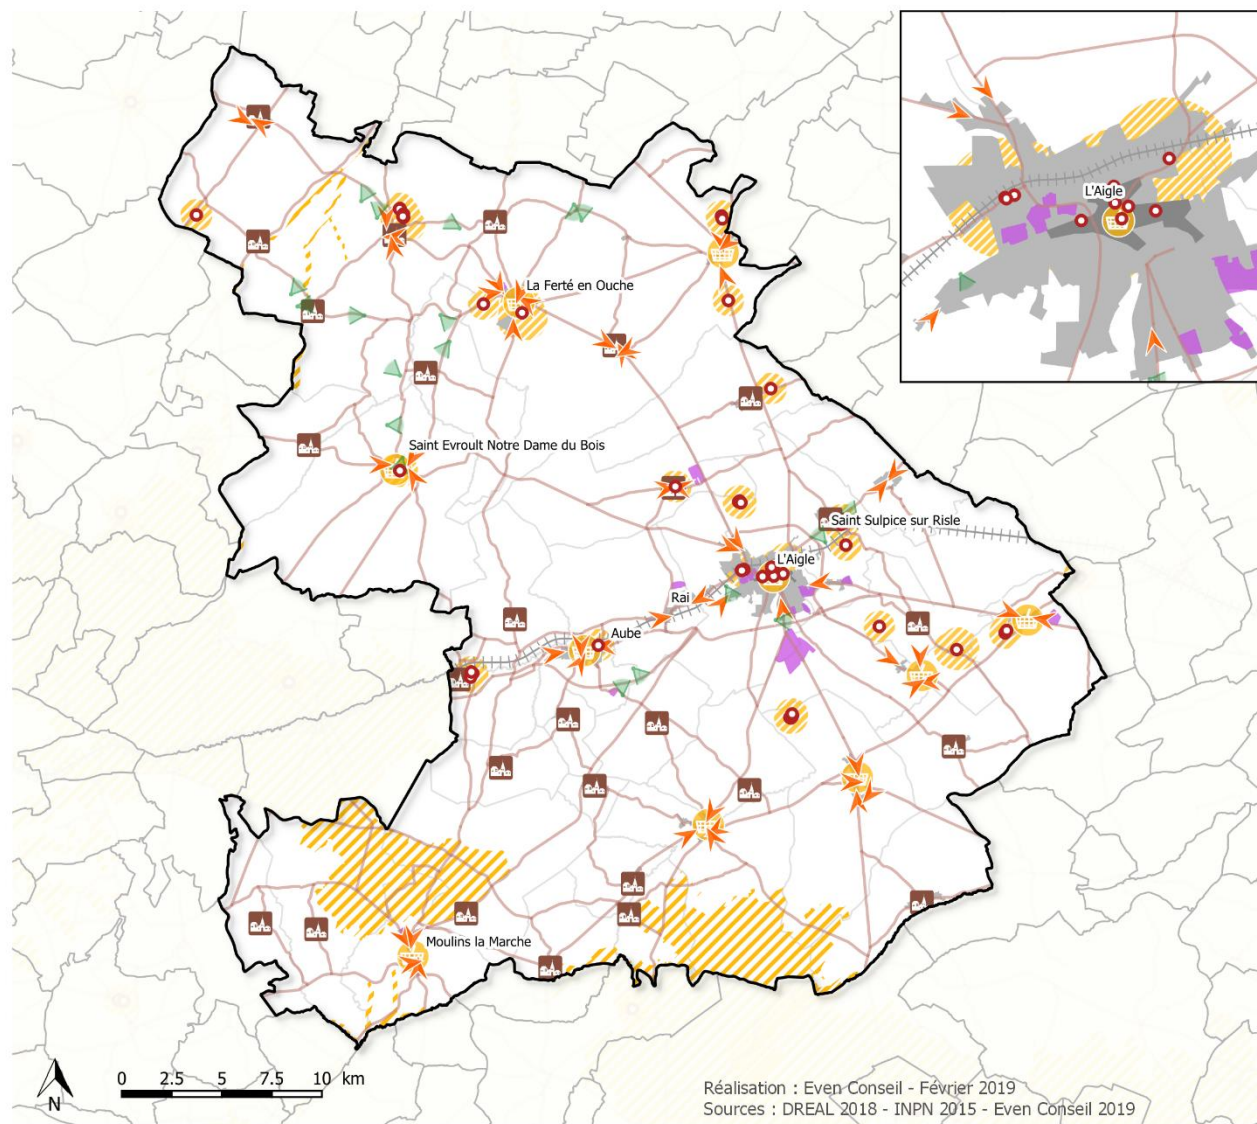 L'Aigle
La Ferté en Ouche
Saint Evroult Notre Dame du Bois
Saint Sulpice sur Risle
L'Aigle
Rai
Aube
Moulins la Marche
N
0 2.5 5 7.5 10 km
Réalisation : Even Conseil - Février 2019
Sources : DREAL 2018 - INPN 2015 - Even Conseil 2019